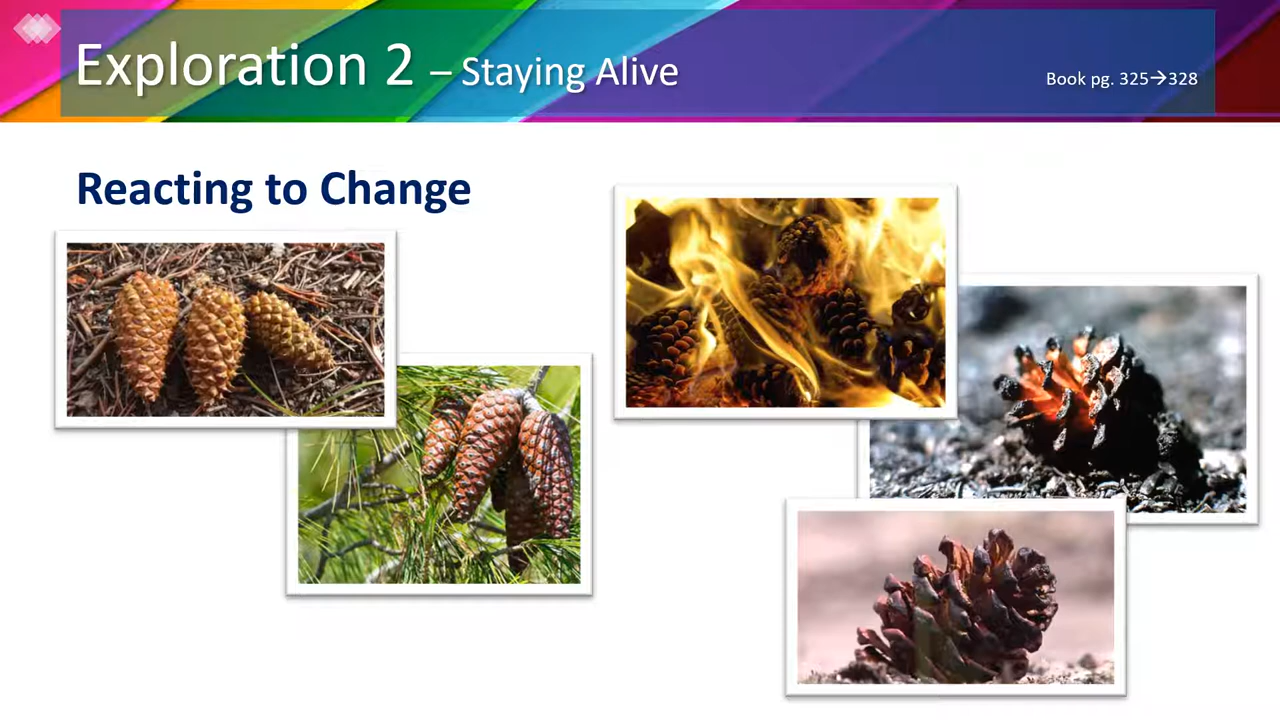 Exploration 2 – Staying Alive
Book pg. 325→328
Reacting to Change